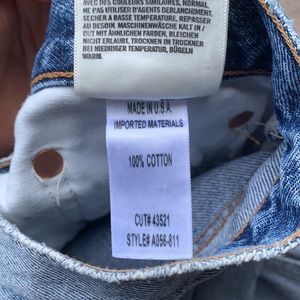 AVEC DES COULEURS SIMILAIRES, NORMAL.
NE PAS UTILISER D'AGENTS DEBLANCHIMENT.
SECHER A BASSE TEMPERATURE, REPASSER
AU BESOIN. MASCHINENWÄSCHE KALT IN /
OUT MIT ÄHNLICHEN FARBEN, BLEICHEN
NICHT ERLAUBT, TROCKNEN IM TROCKNER
BEI NIEDRIGER TEMPERATUR, BÜGELN
WARM.
MADE IN U.S.A.
IMPORTED MATERIALS
100% COTTON
CUT# 43521
STYLE# A056-811